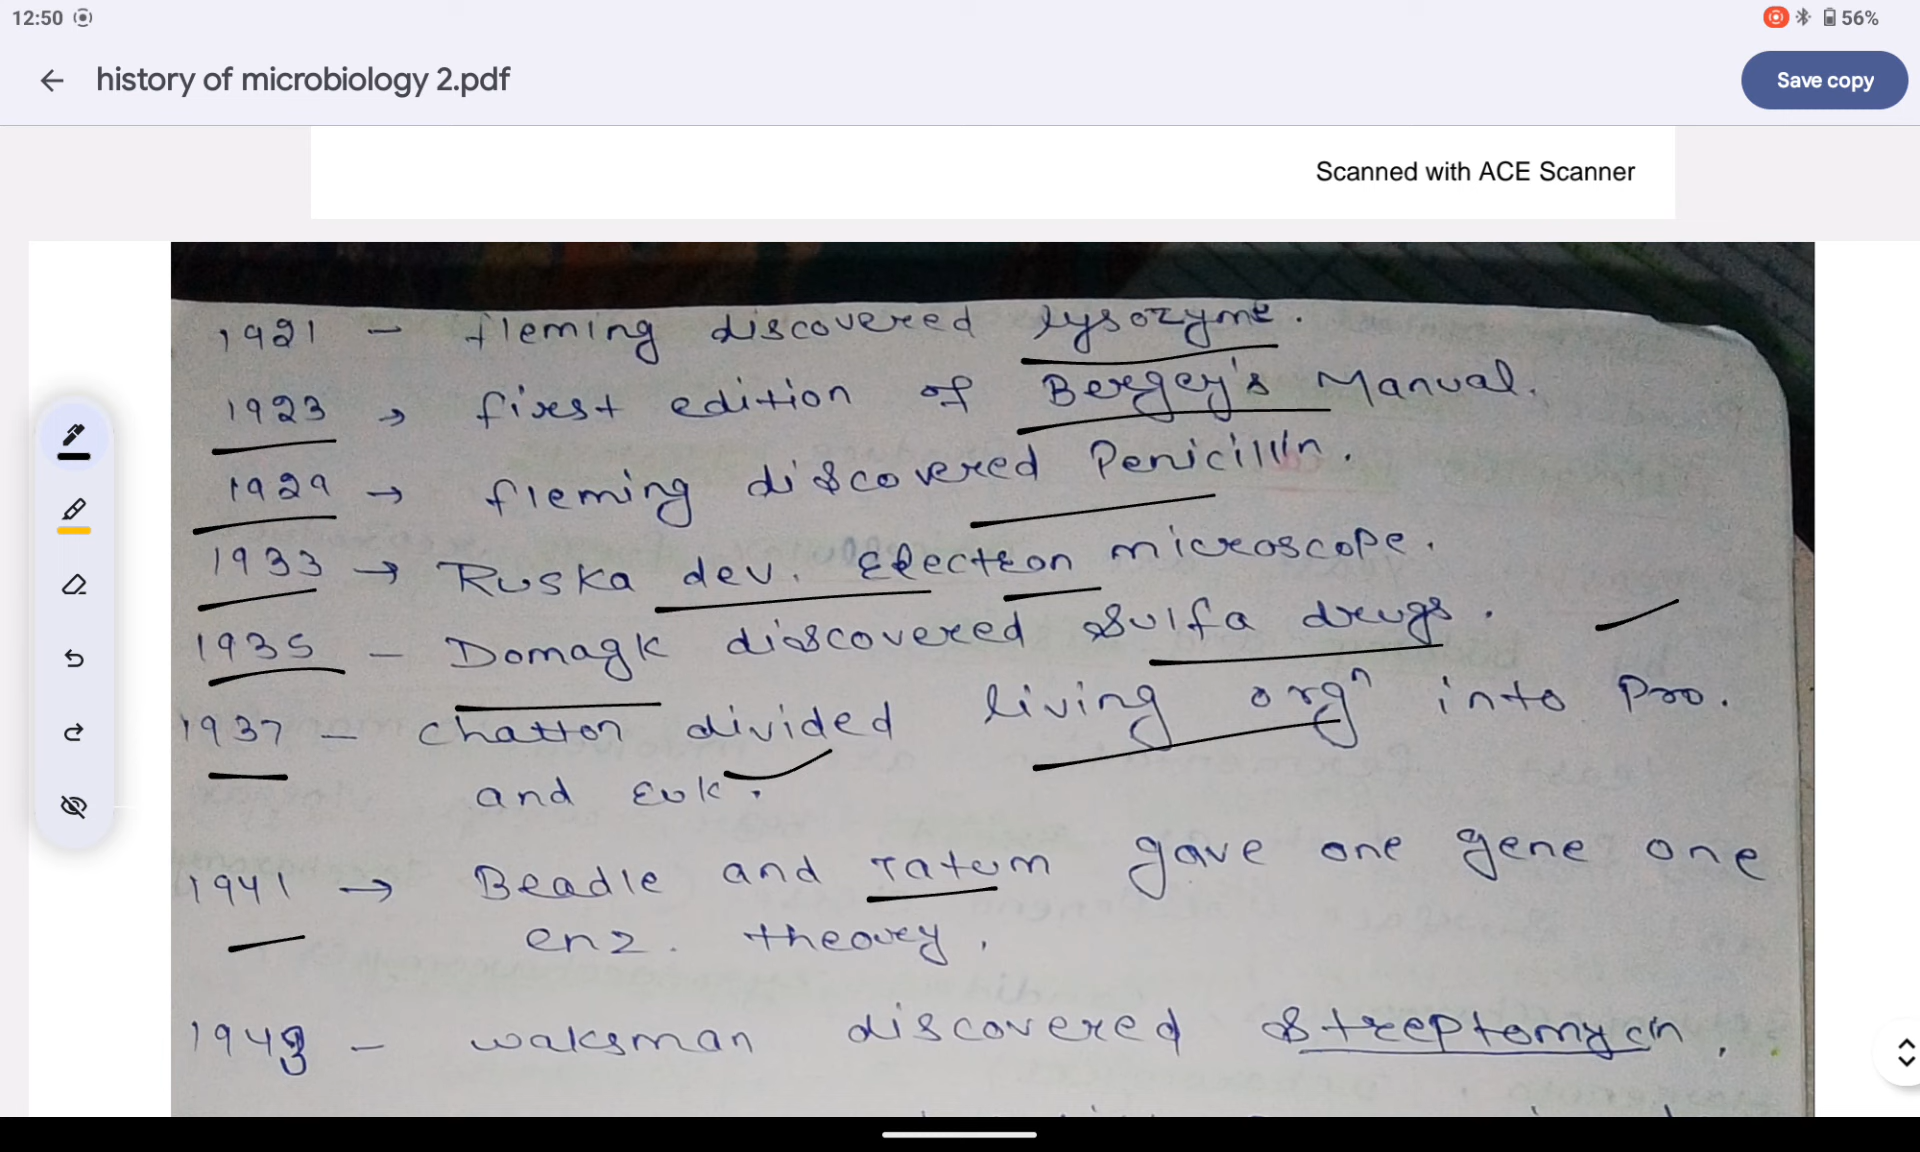 12:50
56%
history of microbiology 2.pdf
Save copy
Scanned with ACE Scanner
1921 - fleming discovered lysozyme.
1923 → first edition of Bergey's Manual.
1929 → fleming discovered Penicillin.
1933 → Ruska dev. Electron microscope.
1935 - Domagk discovered Sulfa drugs.
1937 - chatton divided living orgⁿ into Pro.
and Euk.
1941 → Beadle and Tatum gave one gene one
enz. theory.
1943 - waksman discovered Streptomycin.